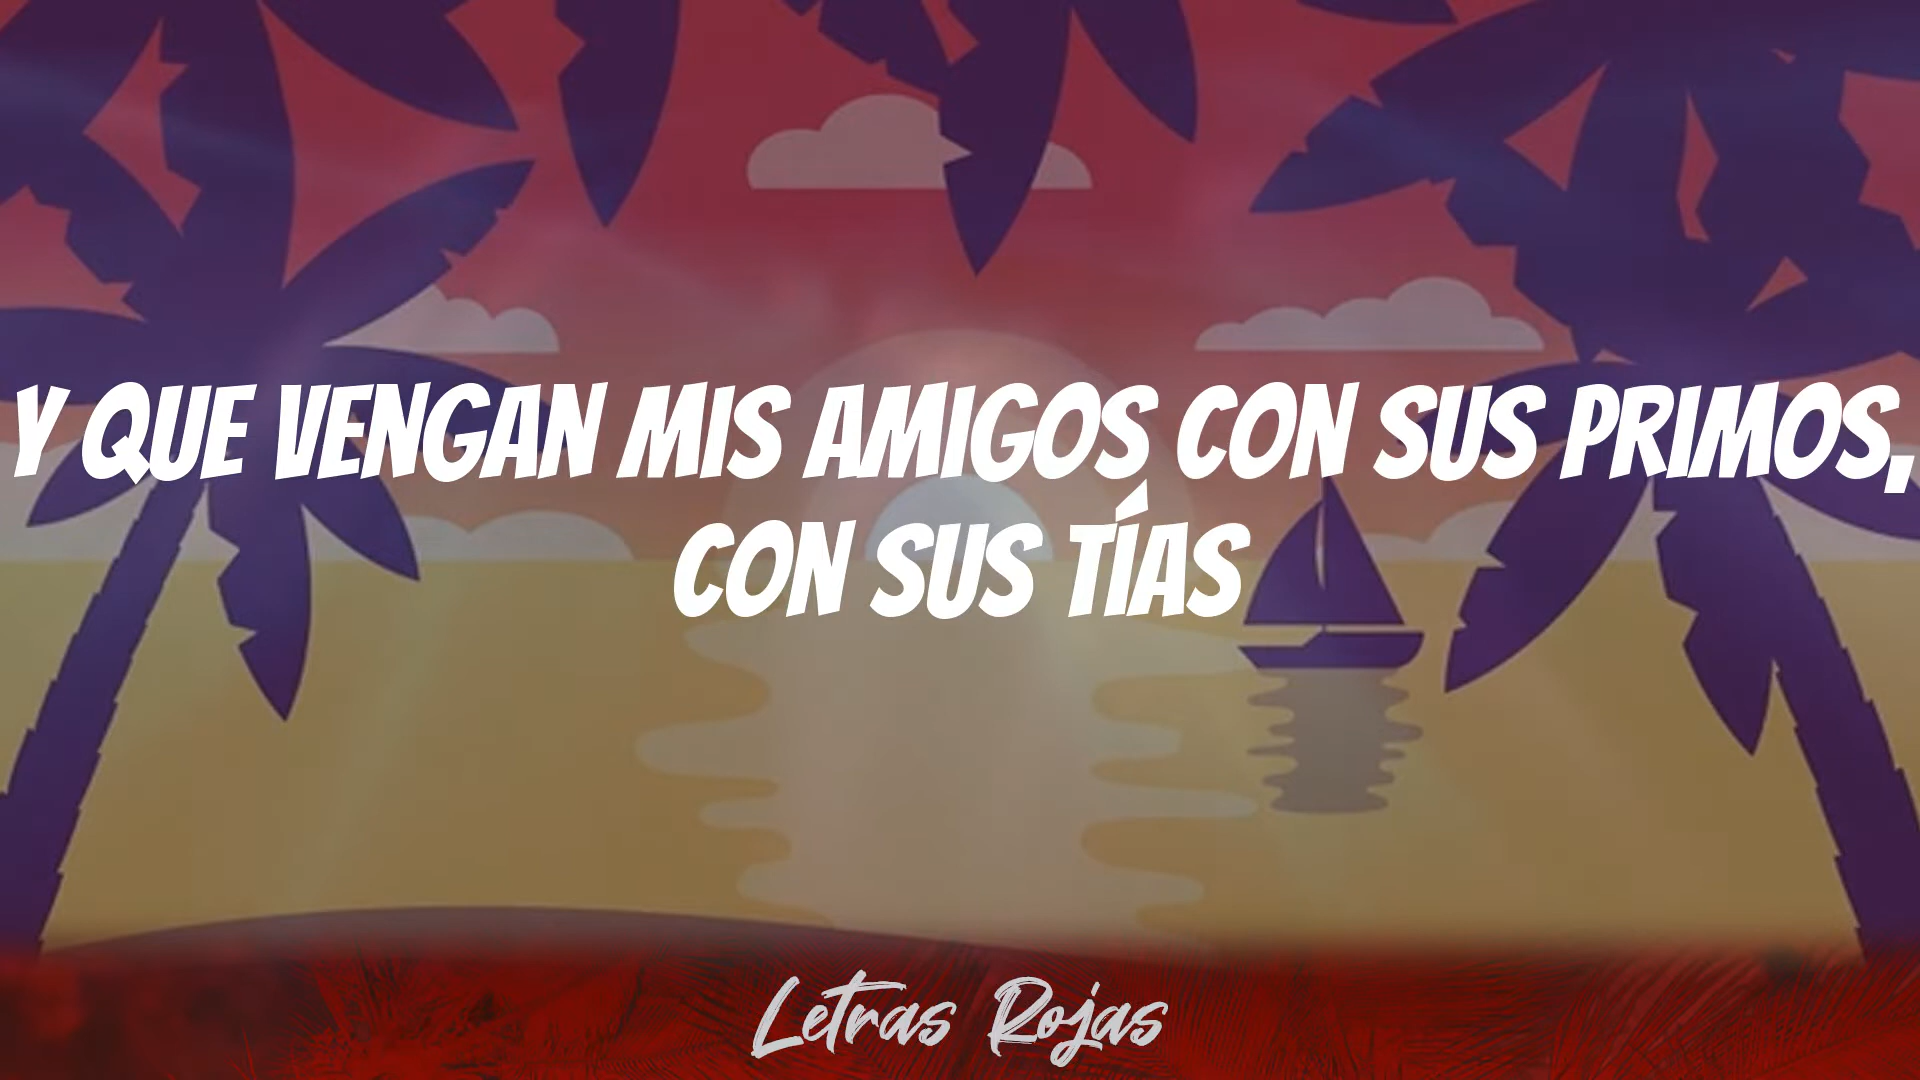 Y QUE VENGAN MIS AMIGOS CON SUS PRIMOS,
CON SUS TÍAS
Letras Rojas